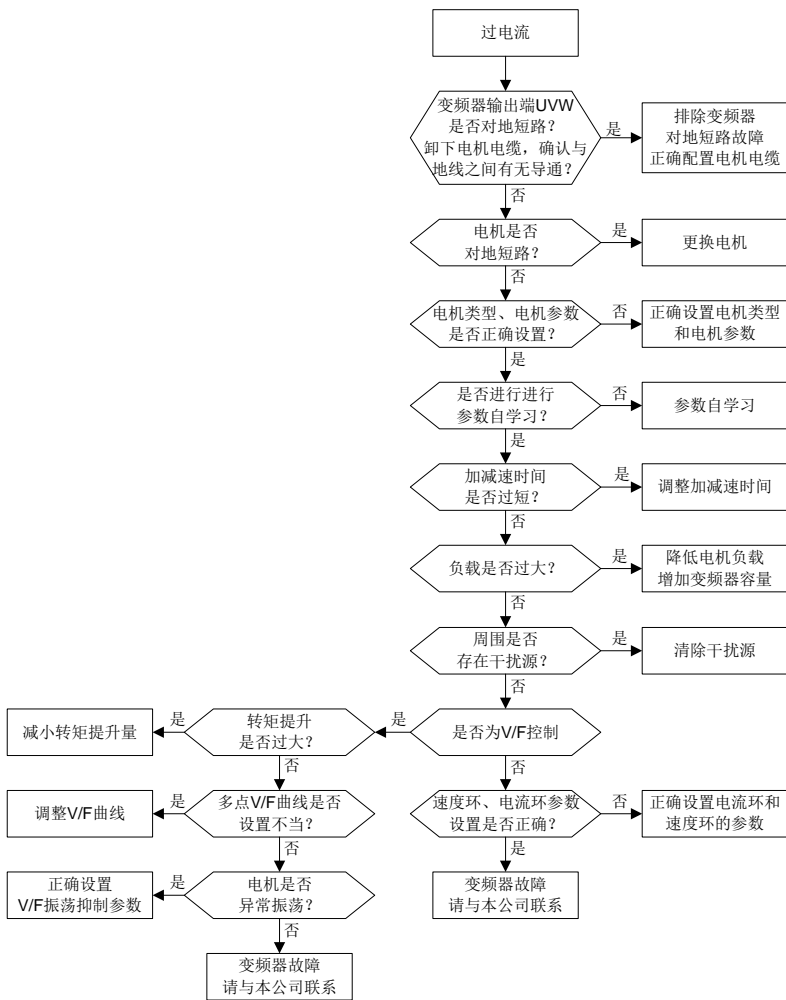 过电流
变频器输出端UVW
是否对地短路？
卸下电机电缆，确认与
地线之间有无导通？
是
排除变频器
对地短路故障
正确配置电机电缆
否
电机是否
对地短路？
是
更换电机
否
电机类型、电机参数
是否正确设置？
否
正确设置电机类型
和电机参数
是
是否进行进行
参数自学习？
否
参数自学习
是
加减速时间
是否过短？
是
调整加减速时间
否
负载是否过大？
是
降低电机负载
增加变频器容量
否
周围是否
存在干扰源？
是
清除干扰源
否
是否为V/F控制
是
转矩提升
是否过大？
是
减小转矩提升量
否
多点V/F曲线是否
设置不当？
是
调整V/F曲线
否
电机是否
异常振荡？
是
正确设置
V/F振荡抑制参数
否
变频器故障
请与本公司联系
否
速度环、电流环参数
设置是否正确？
否
正确设置电流环和
速度环的参数
是
变频器故障
请与本公司联系